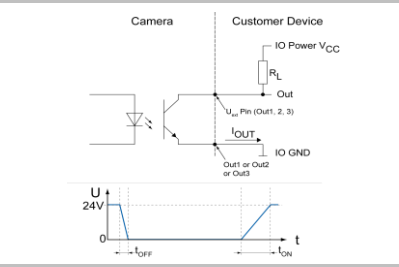 Camera
Customer Device
IO Power VCC
RL
Out
Uext Pin (Out1, 2, 3)
IOUT
IO GND
Out1 or Out2
or Out3
U
24V
0
t
tOFF
tON